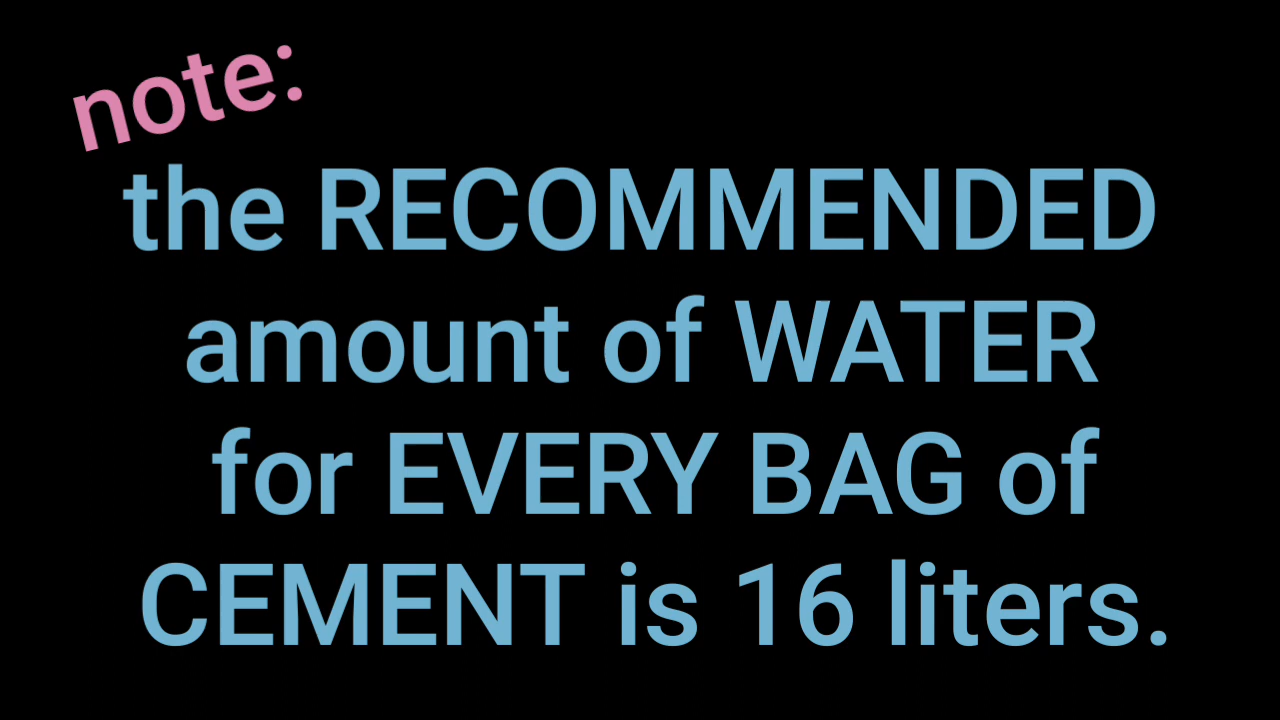 note:
the RECOMMENDED
amount of WATER
for EVERY BAG of
CEMENT is 16 liters.